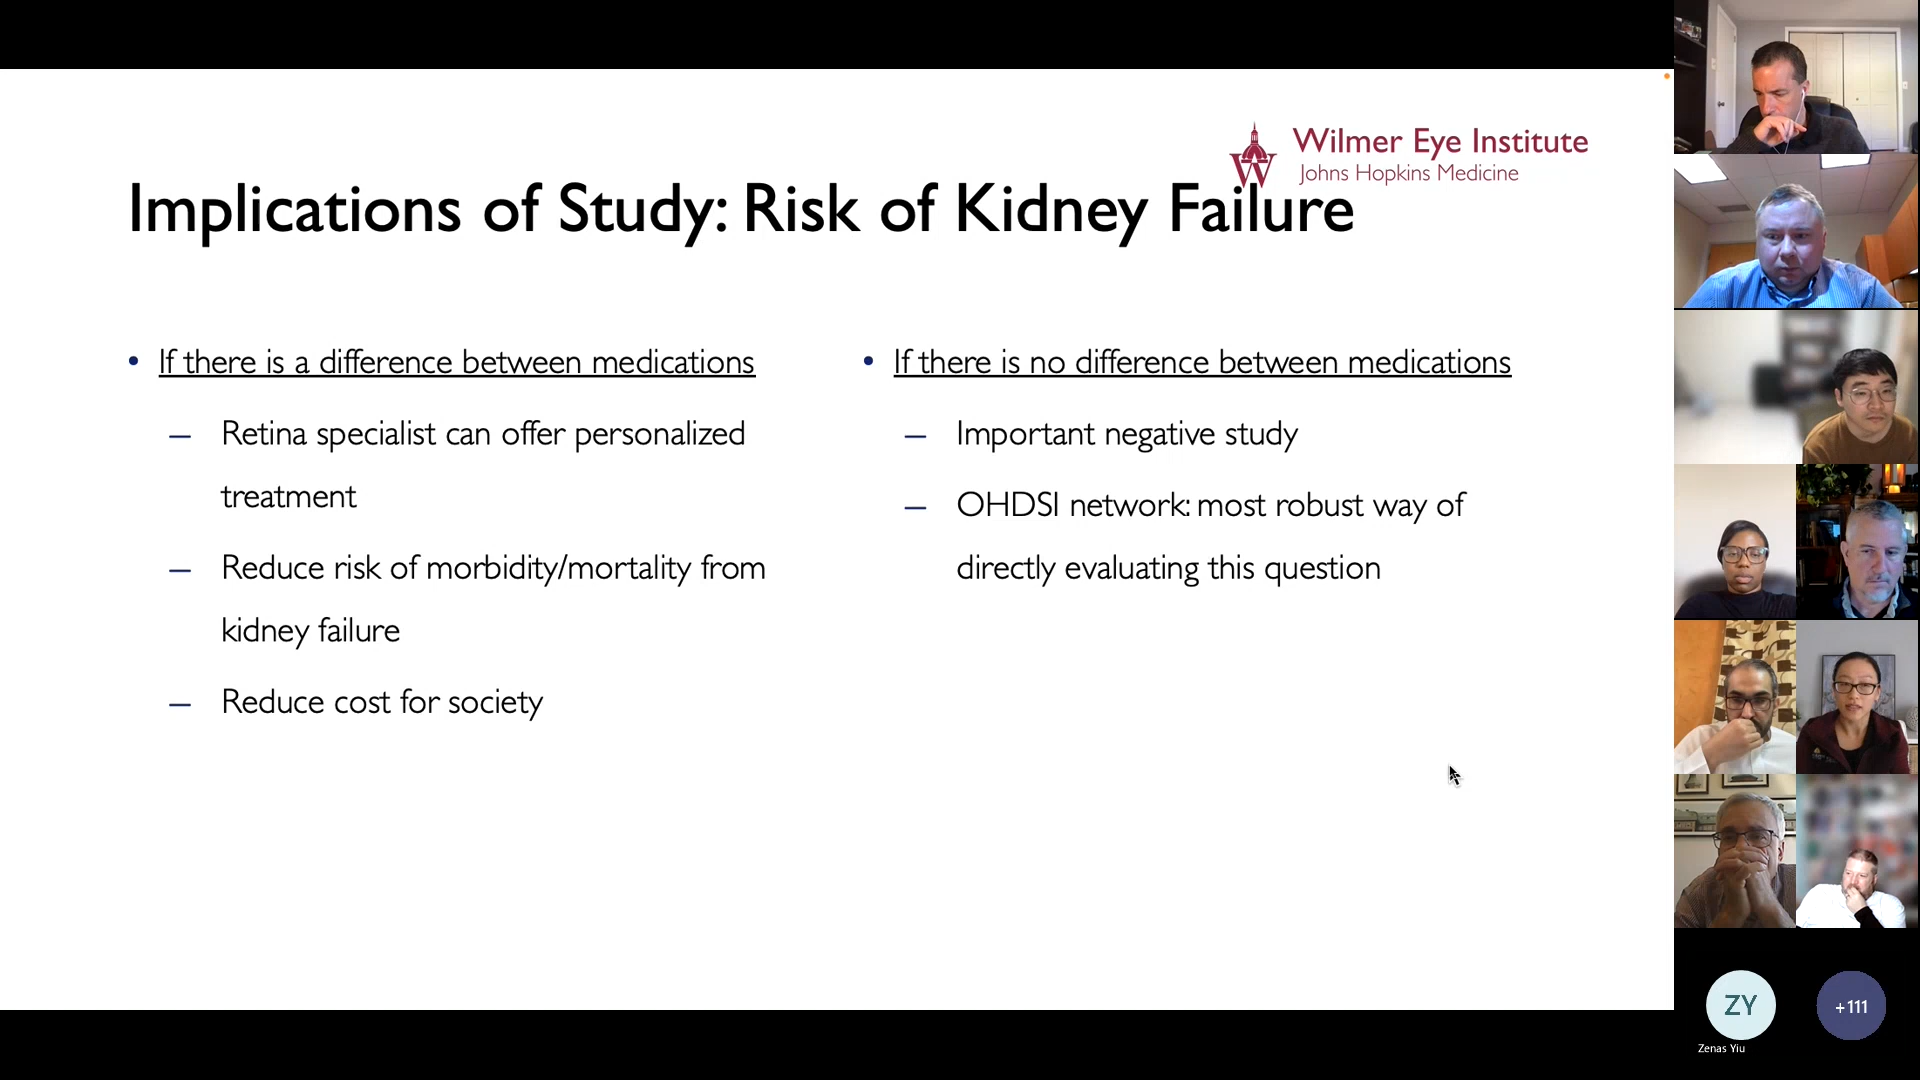 Wilmer Eye Institute
Johns Hopkins Medicine
Implications of Study: Risk of Kidney Failure
• If there is a difference between medications
– Retina specialist can offer personalized
treatment
– Reduce risk of morbidity/mortality from
kidney failure
– Reduce cost for society
• If there is no difference between medications
– Important negative study
– OHDSI network: most robust way of
directly evaluating this question
ZY
Zenas Yiu
+111